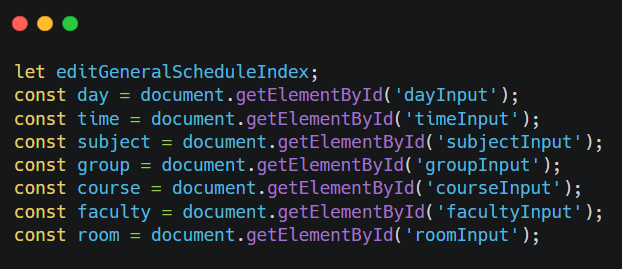 let editGeneralScheduleIndex;
const day = document.getElementById('dayInput');
const time = document.getElementById('timeInput');
const subject = document.getElementById('subjectInput');
const group = document.getElementById('groupInput');
const course = document.getElementById('courseInput');
const faculty = document.getElementById('facultyInput');
const room = document.getElementById('roomInput');